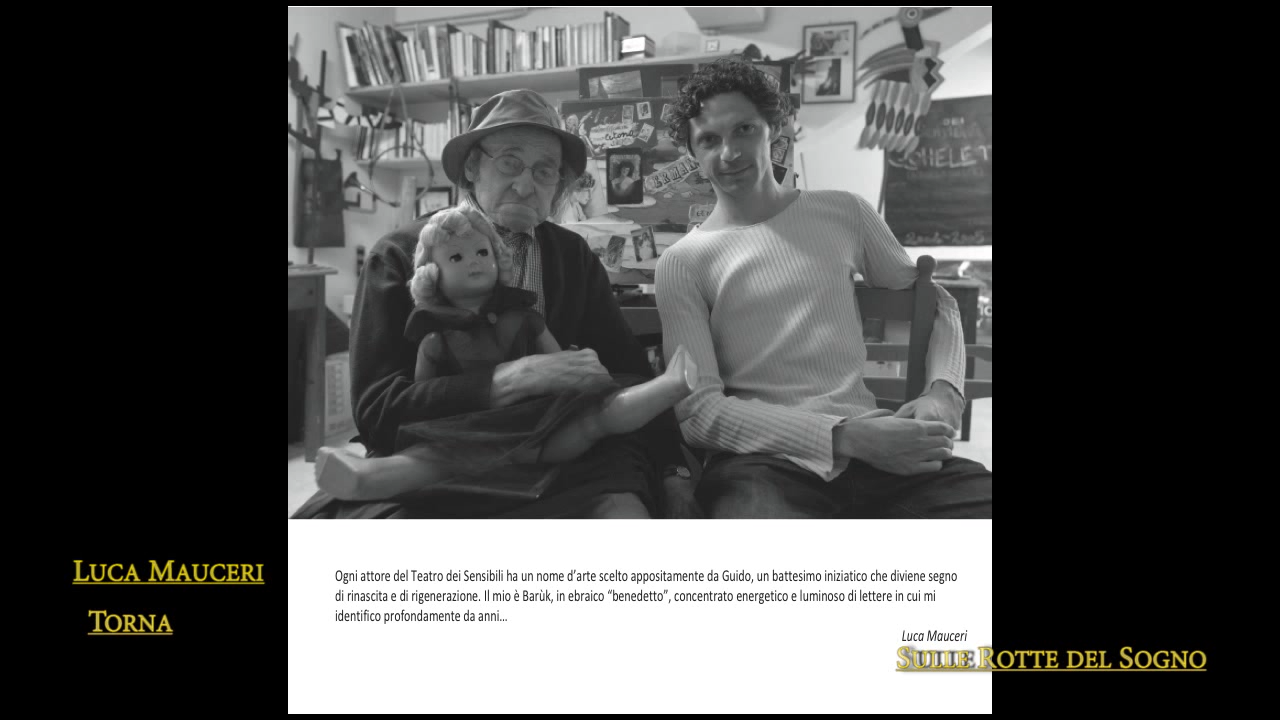 COHELET
Luca Mauceri
Torna
Ogni attore del Teatro dei Sensibili ha un nome d’arte scelto appositamente da Guido, un battesimo iniziatico che diviene segno
di rinascita e di rigenerazione. Il mio è Barùk, in ebraico “benedetto”, concentrato energetico e luminoso di lettere in cui mi
identifico profondamente da anni...
Luca Mauceri
Sulle Rotte del Sogno